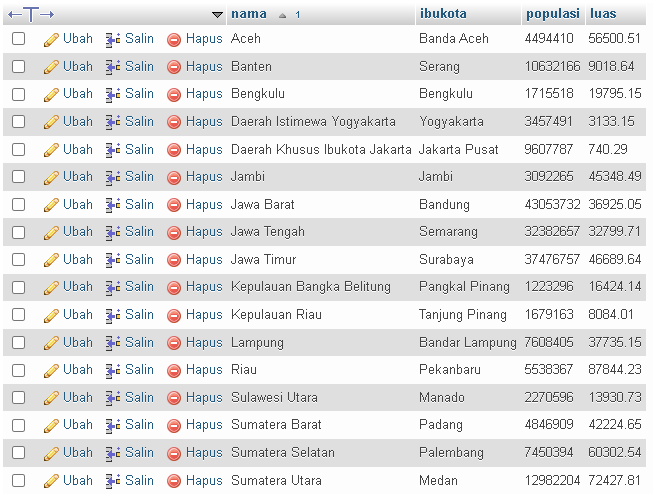 nama 1 ibukota populasi luas
Ubah Salin Hapus Aceh Banda Aceh 4494410 56500.51
Ubah Salin Hapus Banten Serang 10632166 9018.64
Ubah Salin Hapus Bengkulu Bengkulu 1715518 19795.15
Ubah Salin Hapus Daerah Istimewa Yogyakarta Yogyakarta 3457491 3133.15
Ubah Salin Hapus Daerah Khusus Ibukota Jakarta Jakarta Pusat 9607787 740.29
Ubah Salin Hapus Jambi Jambi 3092265 45348.49
Ubah Salin Hapus Jawa Barat Bandung 43053732 36925.05
Ubah Salin Hapus Jawa Tengah Semarang 32382657 32799.71
Ubah Salin Hapus Jawa Timur Surabaya 37476757 46689.64
Ubah Salin Hapus Kepulauan Bangka Belitung Pangkal Pinang 1223296 16424.14
Ubah Salin Hapus Kepulauan Riau Tanjung Pinang 1679163 8084.01
Ubah Salin Hapus Lampung Bandar Lampung 7608405 37735.15
Ubah Salin Hapus Riau Pekanbaru 5538367 87844.23
Ubah Salin Hapus Sulawesi Utara Manado 2270596 13930.73
Ubah Salin Hapus Sumatera Barat Padang 4846909 42224.65
Ubah Salin Hapus Sumatera Selatan Palembang 7450394 60302.54
Ubah Salin Hapus Sumatera Utara Medan 12982204 72427.81